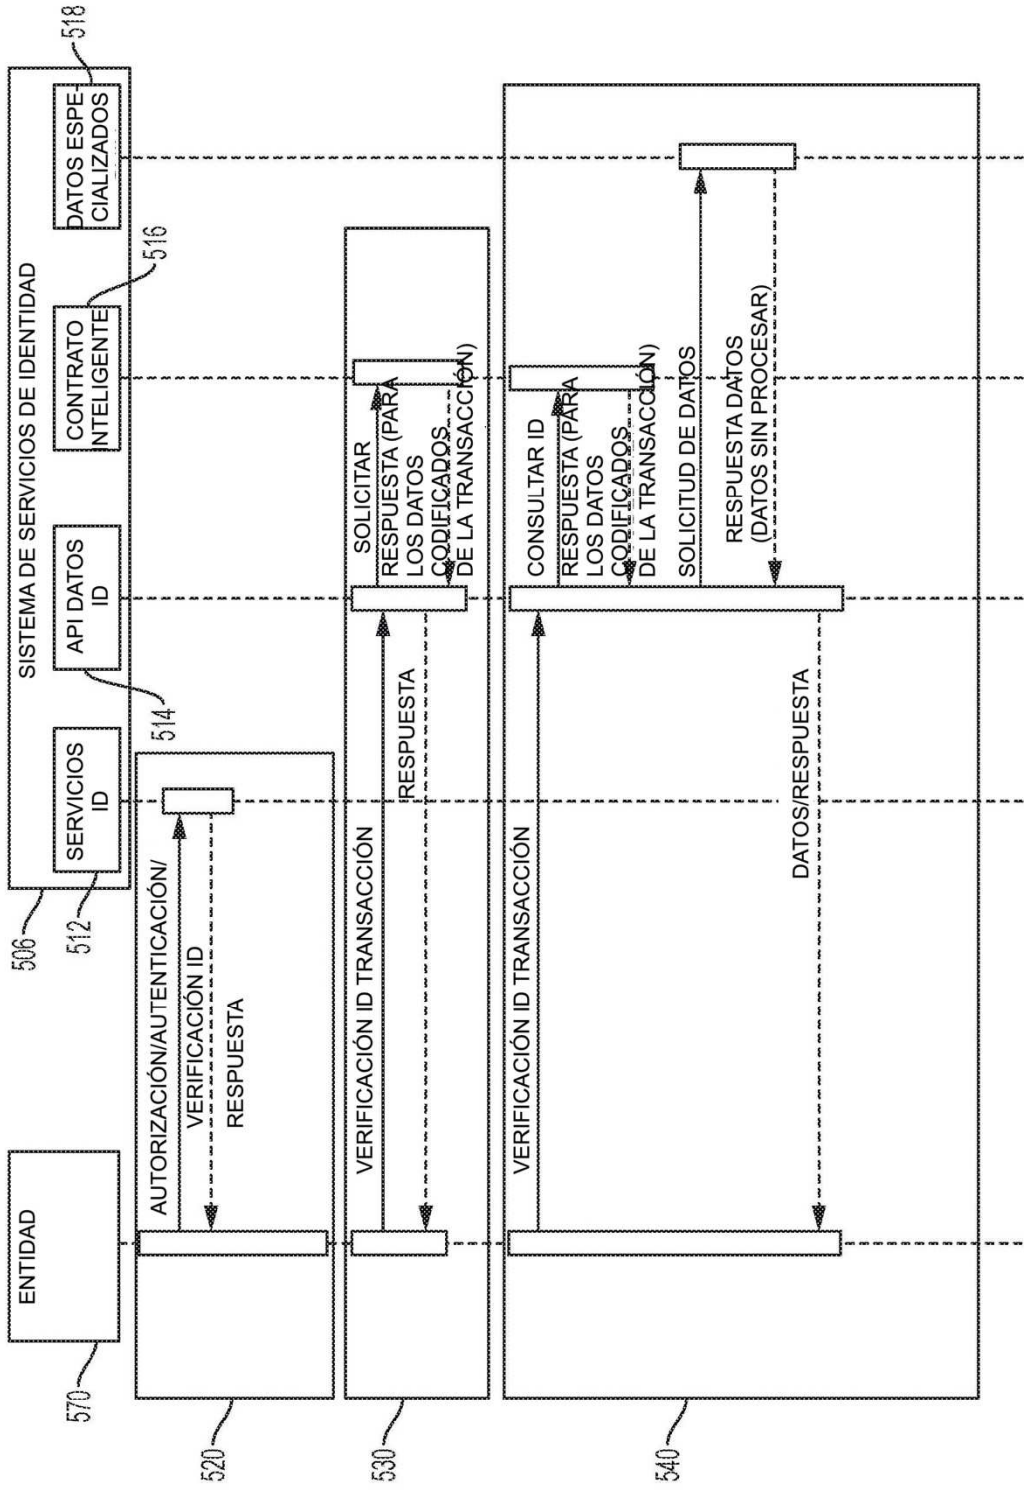 ENTIDAD
570
SISTEMA DE SERVICIOS DE IDENTIDAD
506
SERVICIOS
ID
512
API DATOS
ID
514
CONTRATO
INTELIGENTE
516
DATOS ESPE-
CIALIZADOS
518
520
AUTORIZACIÓN/AUTENTICACIÓN/
VERIFICACIÓN ID
RESPUESTA
530
VERIFICACIÓN ID TRANSACCIÓN
RESPUESTA
SOLICITAR
RESPUESTA (PARA
LOS DATOS
CODIFICADOS
DE LA TRANSACCIÓN)
540
VERIFICACIÓN ID TRANSACCIÓN
CONSULTAR ID
RESPUESTA (PARA
LOS DATOS
CODIFICADOS
DE LA TRANSACCIÓN)
SOLICITUD DE DATOS
RESPUESTA DATOS
(DATOS SIN PROCESAR)
DATOS/RESPUESTA